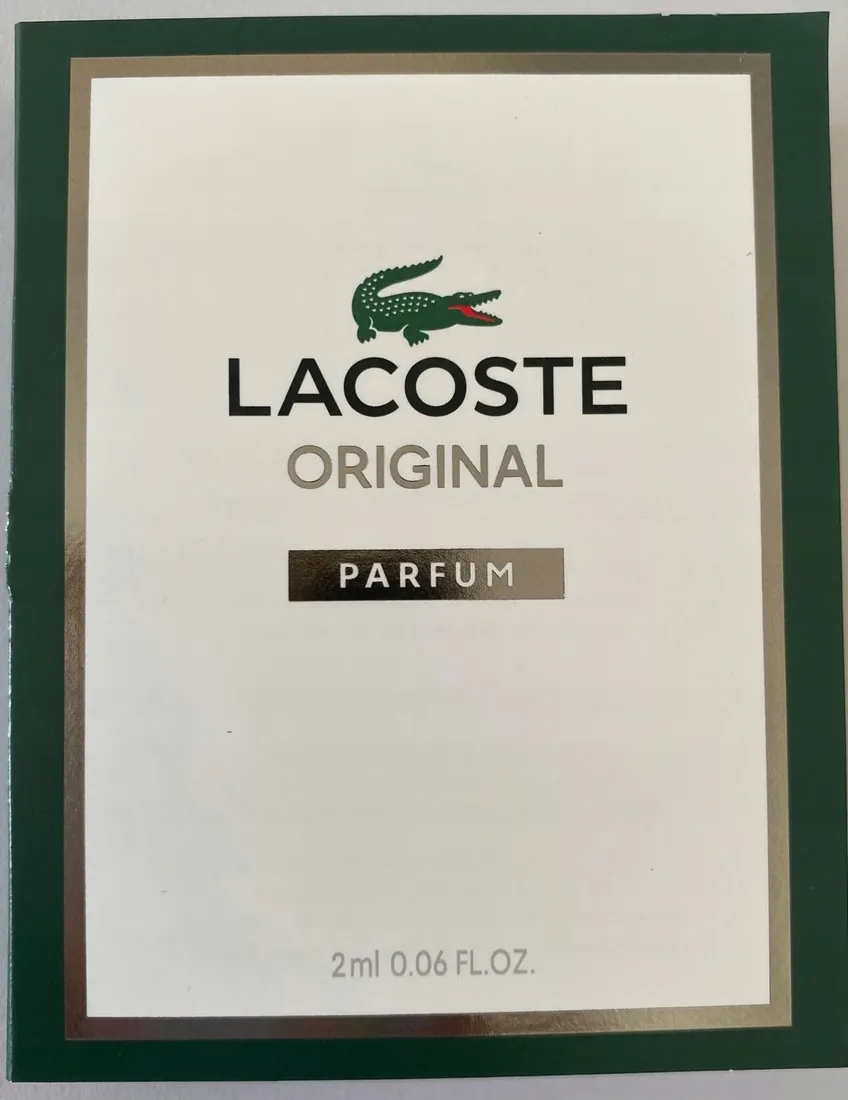 LACOSTE
ORIGINAL
PARFUM
2ml 0.06 FL.OZ.